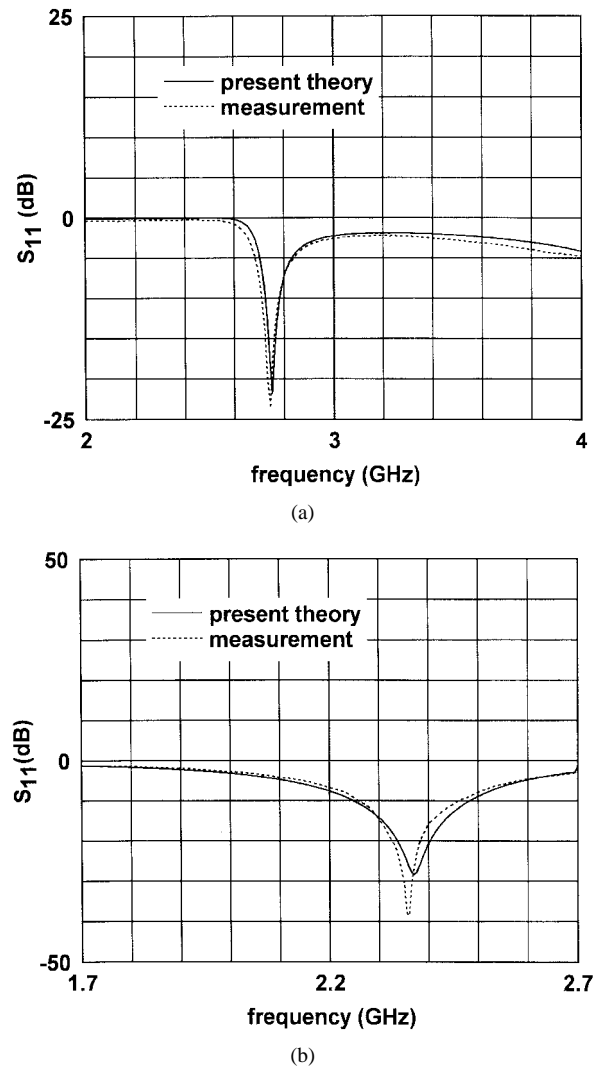 25
present theory
measurement
S11 (dB)
0
-25
2
3
4
frequency (GHz)
(a)
50
present theory
measurement
S11(dB)
0
-50
1.7
2.2
2.7
frequency (GHz)
(b)